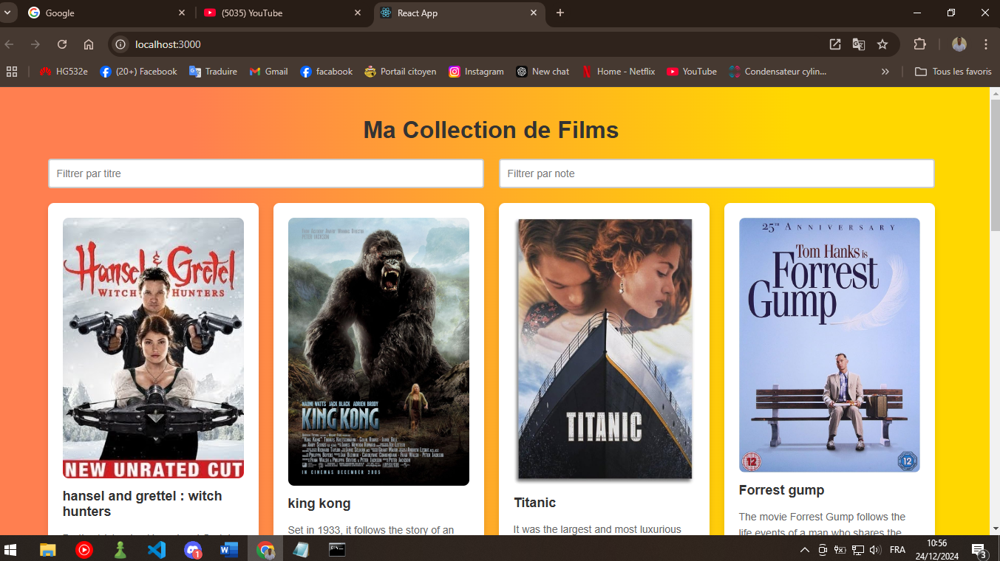 Google
(5035) YouTube
React App
localhost:3000
HG532e
(20+) Facebook
Traduire
Gmail
facabook
Portail citoyen
Instagram
New chat
Home - Netflix
YouTube
Condensateur cylin...
Tous les favoris
Ma Collection de Films
Filtrer par titre
Filtrer par note
Hansel & Gretel
WITCH HUNTERS
NEW UNRATED CUT
hansel and grettel : witch
hunters
PETER JACKSON
NAOMI WATTS JACK BLACK ADRIEN BRODY
KING KONG
IN CINEMAS DECEMBER 2005
king kong
Set in 1933, it follows the story of an
TITANIC
Titanic
It was the largest and most luxurious
25TH ANNIVERSARY
Tom Hanks is
Forrest
Gump
12
12
Forrest gump
The movie Forrest Gump follows the
life events of a man who shares the
1
FRA
10:56
24/12/2024
3